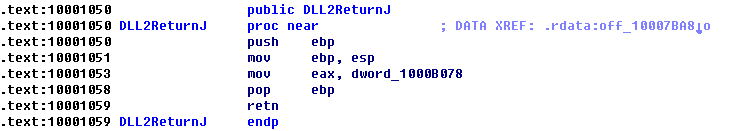 .text:10001050 public DLL2ReturnJ
.text:10001050 DLL2ReturnJ proc near ; DATA XREF: .rdata:off_10007BA8↓o
.text:10001050 push ebp
.text:10001051 mov ebp, esp
.text:10001053 mov eax, dword_1000B078
.text:10001058 pop ebp
.text:10001059 retn
.text:10001059 DLL2ReturnJ endp